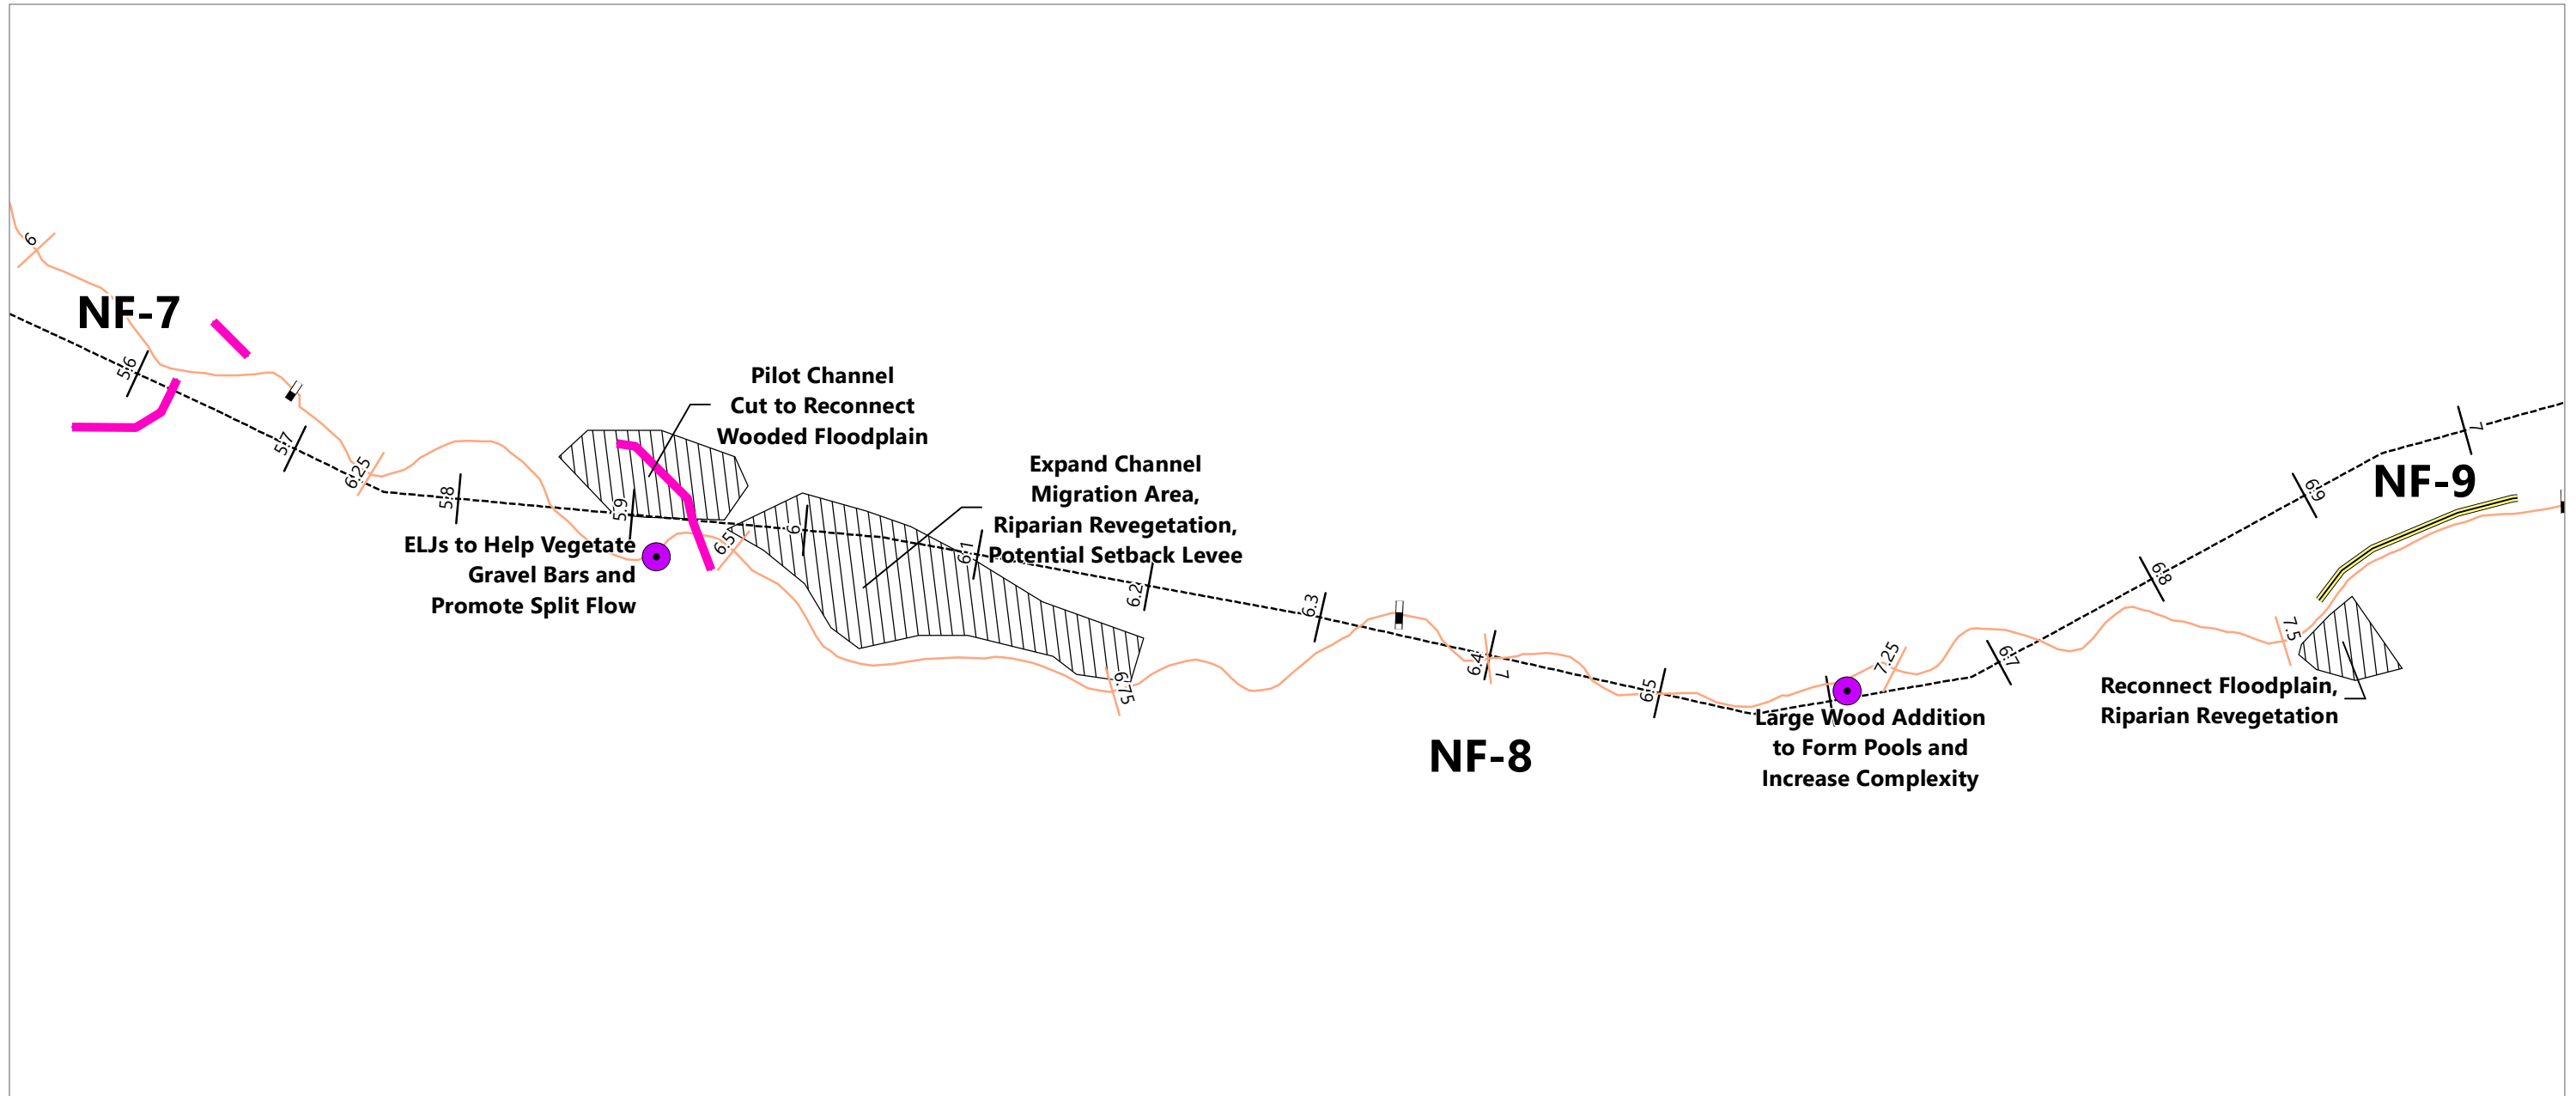 6
NF-7
5.6
5.7
6.25
5.8
Pilot Channel
Cut to Reconnect
Wooded Floodplain
5.9
ELJs to Help Vegetate
Gravel Bars and
Promote Split Flow
6.5
6
Expand Channel
Migration Area,
Riparian Revegetation,
Potential Setback Levee
6.1
6.2
6.75
6.3
6.4
7
NF-8
6.5
Large Wood Addition
to Form Pools and
Increase Complexity
7.25
6.7
6.8
6.9
7
NF-9
7.5
Reconnect Floodplain,
Riparian Revegetation